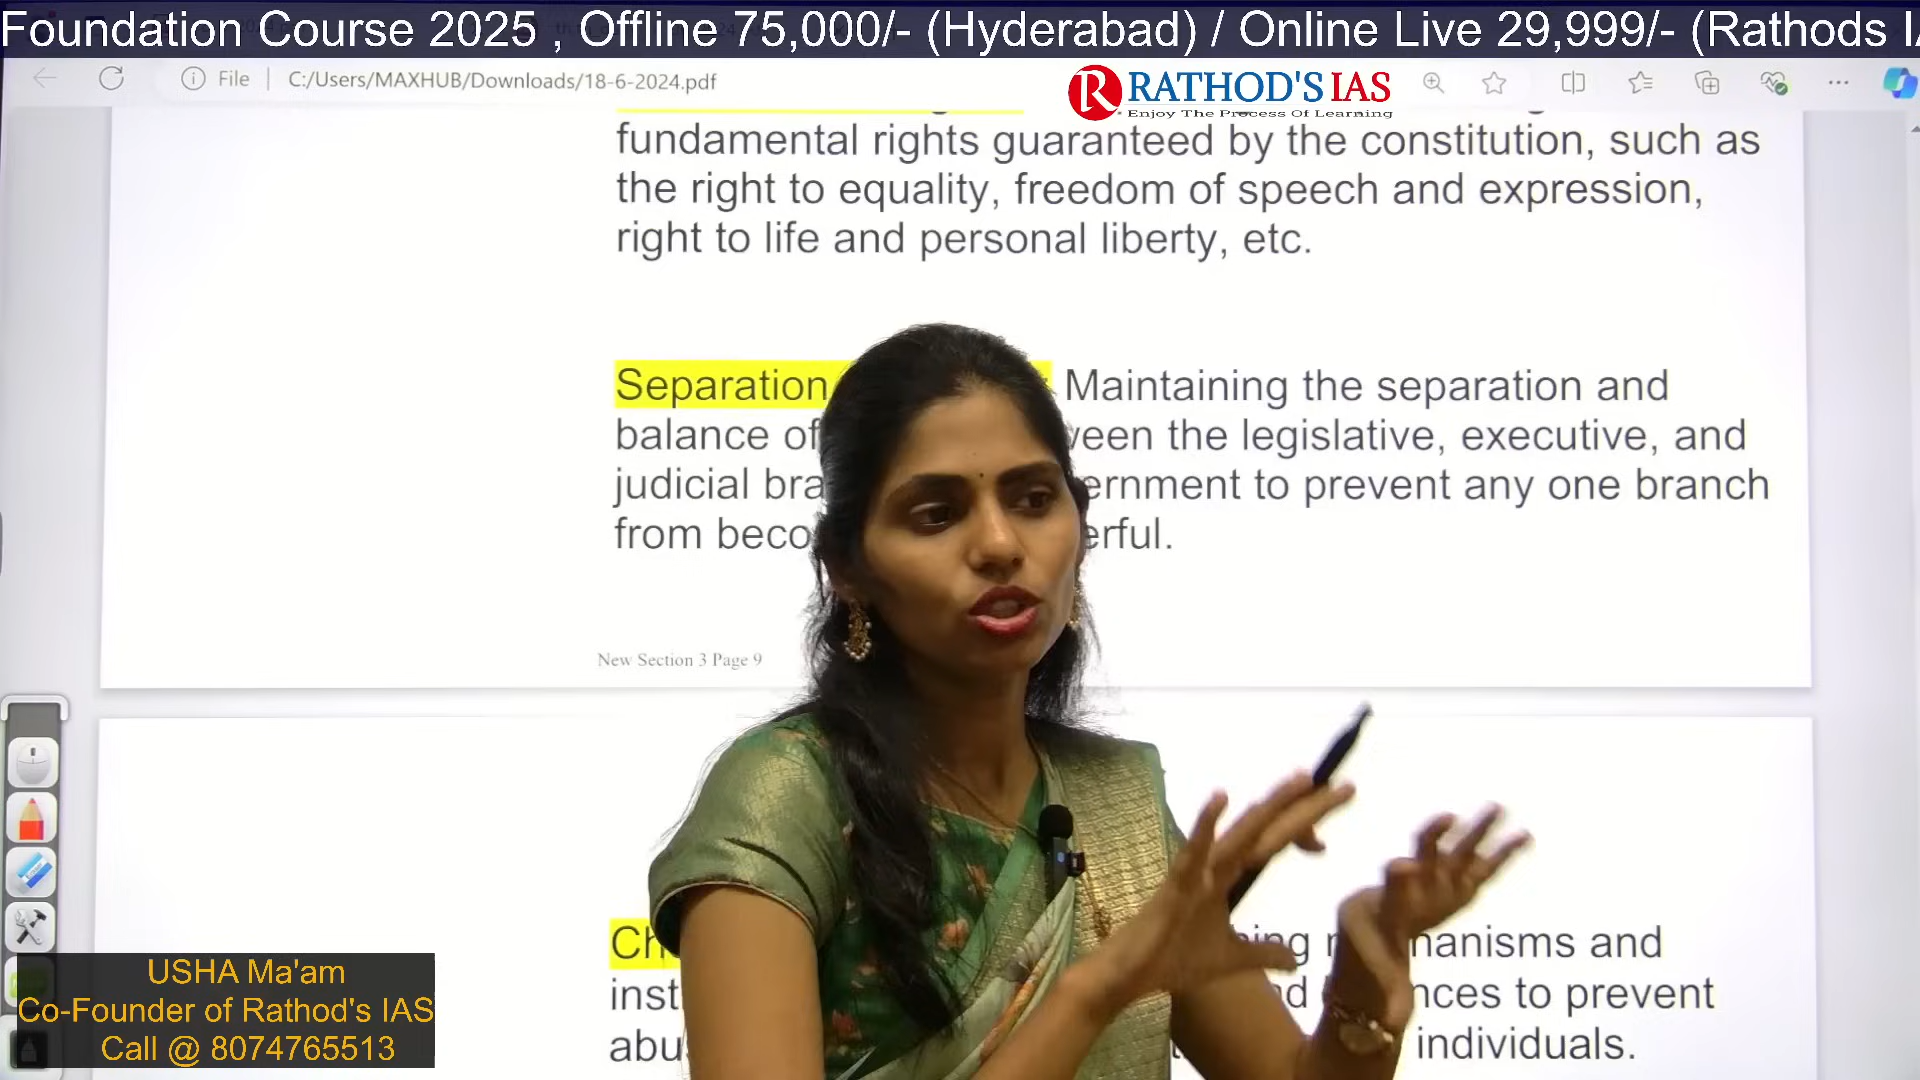 Foundation Course 2025 , Offline 75,000/- (Hyderabad) / Online Live 29,999/- (Rathods
File | C:/Users/MAXHUB/Downloads/18-6-2024.pdf
R RATHOD'S IAS
Enjoy The Process Of Learning
fundamental rights guaranteed by the constitution, such as
the right to equality, freedom of speech and expression,
right to life and personal liberty, etc.
Separation Maintaining the separation and
balance of the legislative, executive, and
judicial to prevent any one branch
from
New Section 3 Page 9
and
to prevent
individuals.
USHA Ma'am
Co-Founder of Rathod's IAS
Call @ 8074765513